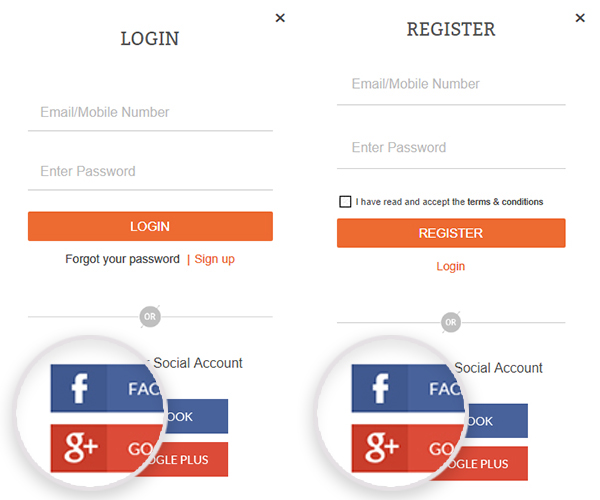 LOGIN
Email/Mobile Number
Enter Password
LOGIN
Forgot your password | Sign up
OR
Social Account
f FAC
OOK
g+ GO
OGLE PLUS
REGISTER
Email/Mobile Number
Enter Password
I have read and accept the terms & conditions
REGISTER
Login
OR
Social Account
f FAC
OOK
g+ GO
OGLE PLUS